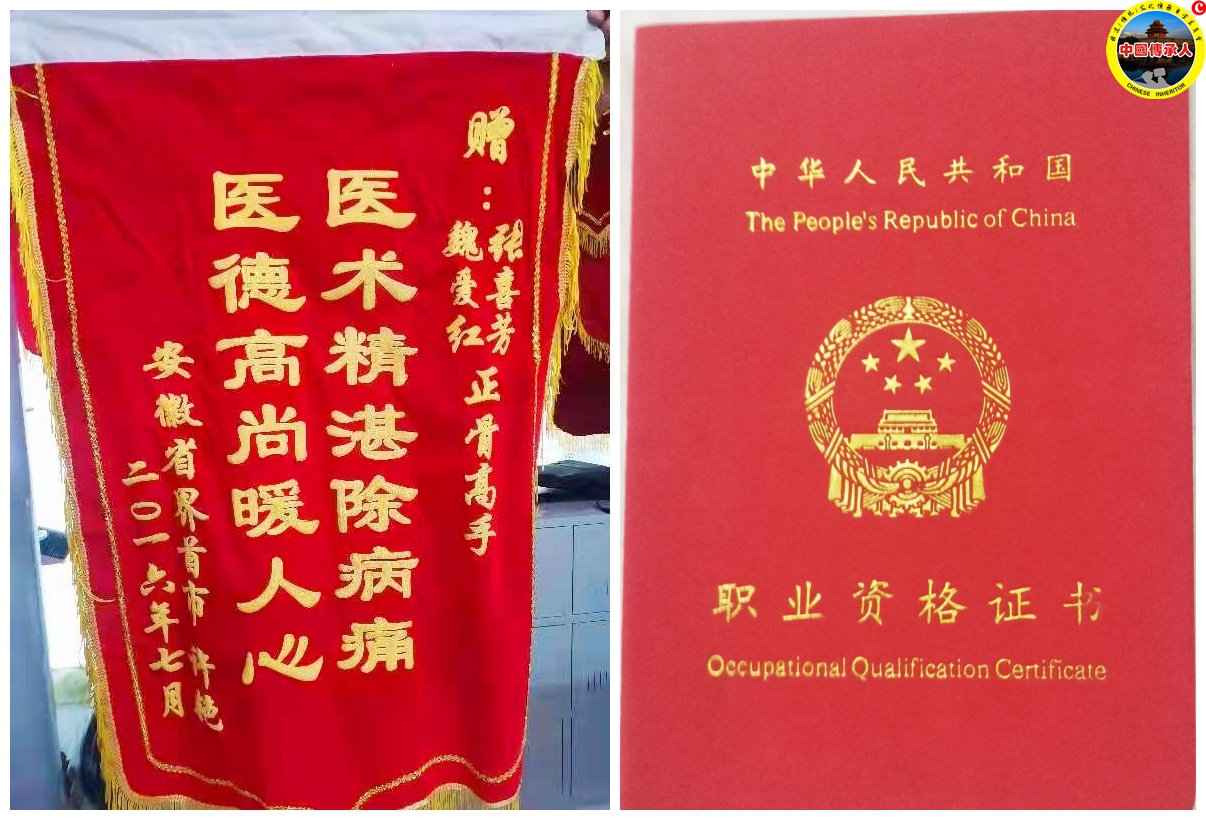 赠：张喜芳
魏爱红
正骨高手
医术精湛除病痛
医德高尚暖人心
安徽省界首市 许艳
二〇一六年七月
中华人民共和国
The People's Republic of China
职业资格证书
Occupational Qualification Certificate
中國傳承人
CHINESE INHERITOR